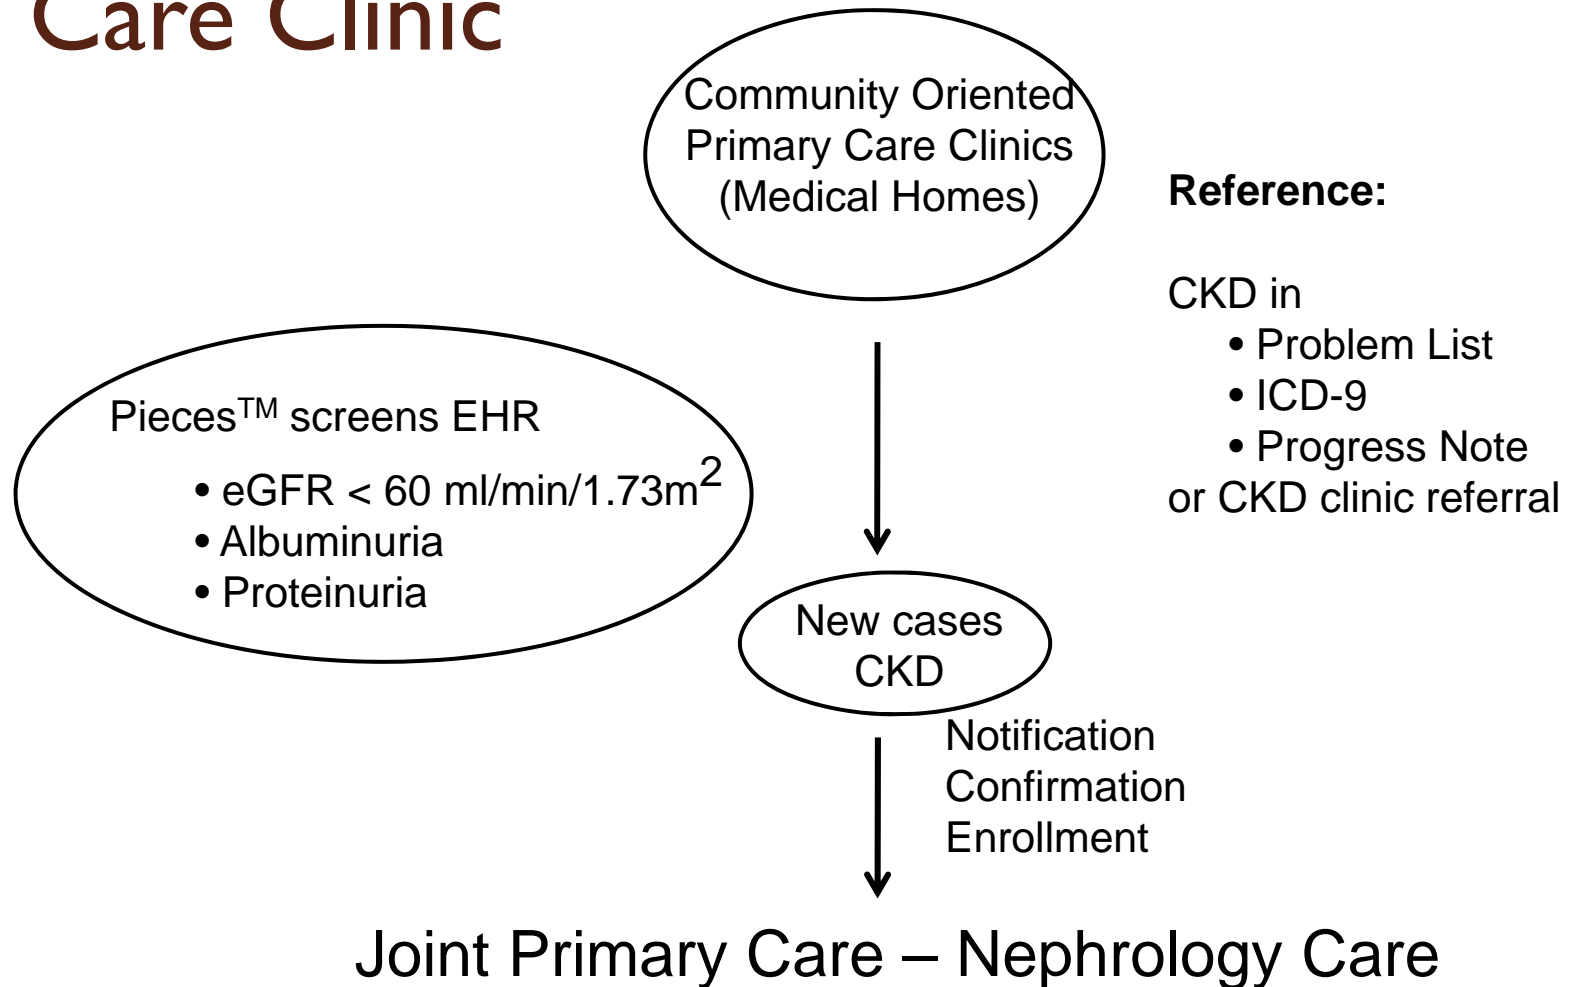 Care Clinic
Community Oriented
Primary Care Clinics
(Medical Homes)
Reference:
CKD in
• Problem List
• ICD-9
• Progress Note
or CKD clinic referral
Pieces™ screens EHR
• eGFR < 60 ml/min/1.73m²
• Albuminuria
• Proteinuria
New cases
CKD
Notification
Confirmation
Enrollment
Joint Primary Care – Nephrology Care